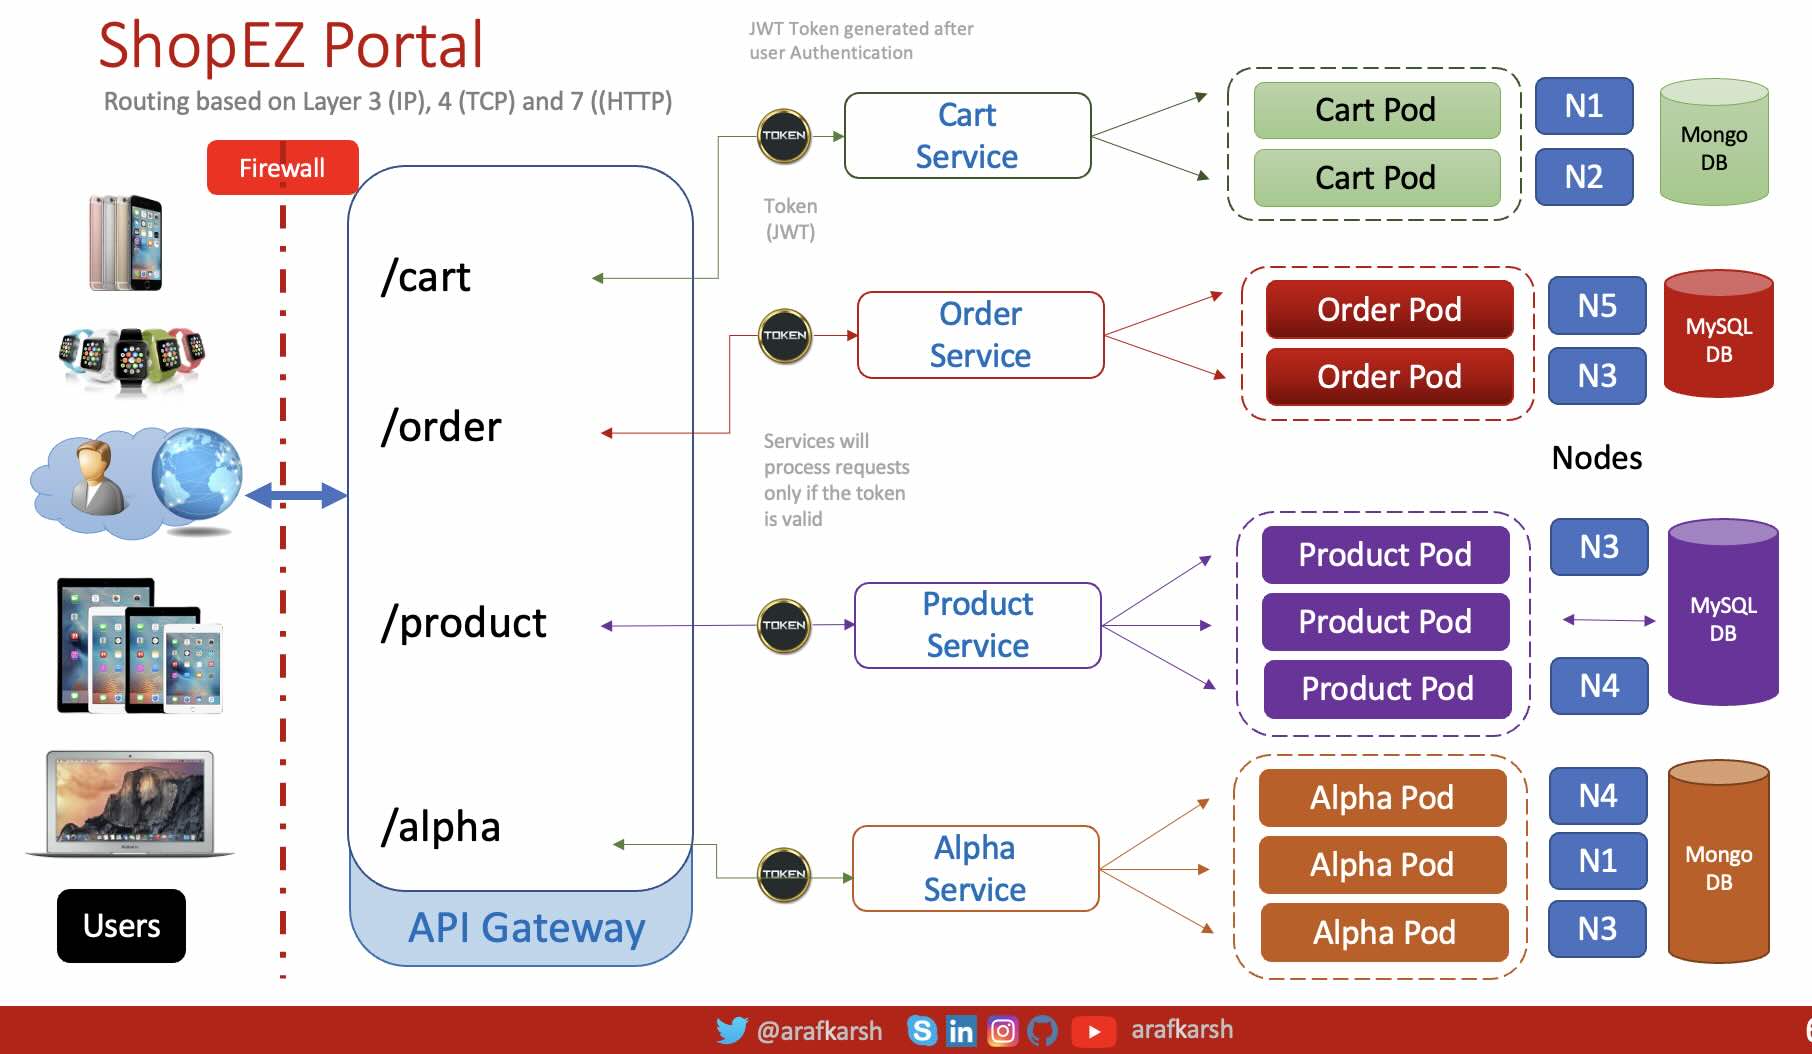 ShopEZ Portal
Routing based on Layer 3 (IP), 4 (TCP) and 7 ((HTTP)
JWT Token generated after
user Authentication
Firewall
/cart
/order
/product
/alpha
API Gateway
Users
TOKEN
Token
(JWT)
TOKEN
Services will
process requests
only if the token
is valid
TOKEN
TOKEN
Cart
Service
Cart Pod
Cart Pod
N1
N2
Mongo
DB
Order
Service
Order Pod
Order Pod
N5
N3
MySQL
DB
Nodes
Product
Service
Product Pod
Product Pod
Product Pod
N3
N4
MySQL
DB
Alpha
Service
Alpha Pod
Alpha Pod
Alpha Pod
N4
N1
N3
Mongo
DB
@arafkarsh
arafkarsh